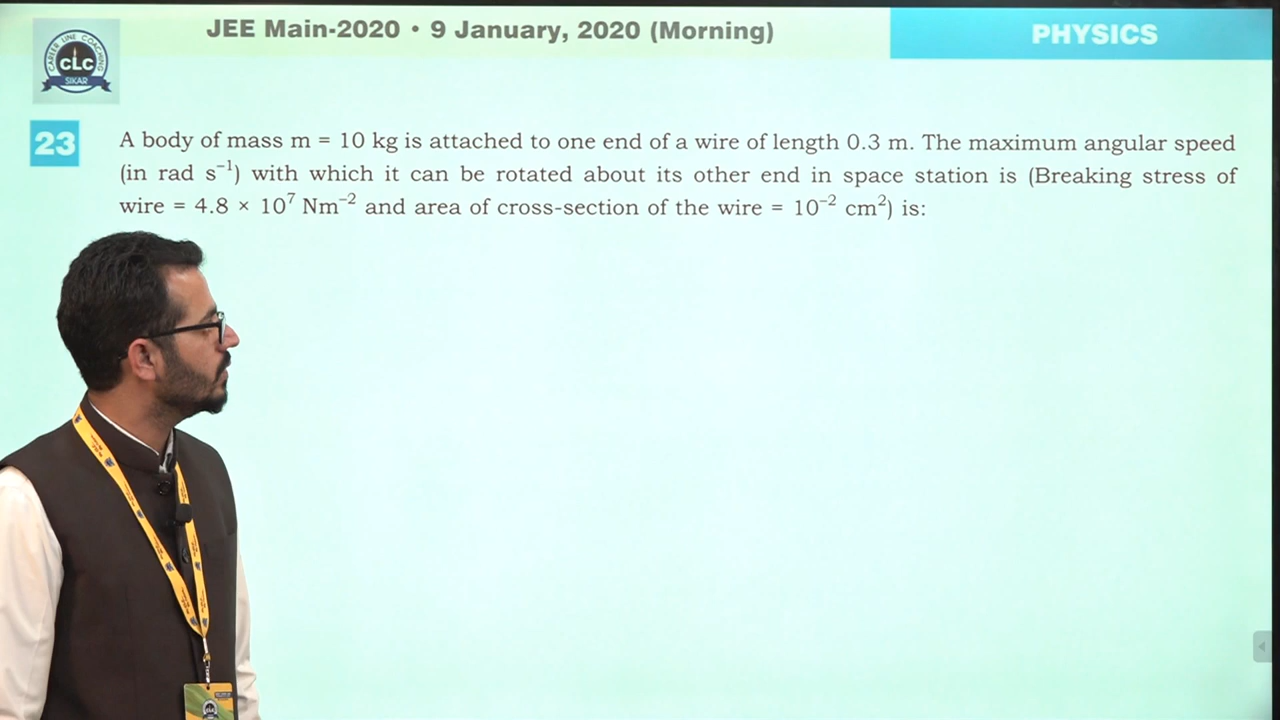 JEE Main-2020 • 9 January, 2020 (Morning)
PHYSICS
CAREER LINE COACHING
CLC
SIKAR
23
A body of mass m = 10 kg is attached to one end of a wire of length 0.3 m. The maximum angular speed
(in rad s⁻¹) with which it can be rotated about its other end in space station is (Breaking stress of
wire = 4.8 × 10⁷ Nm⁻² and area of cross-section of the wire = 10⁻² cm²) is: